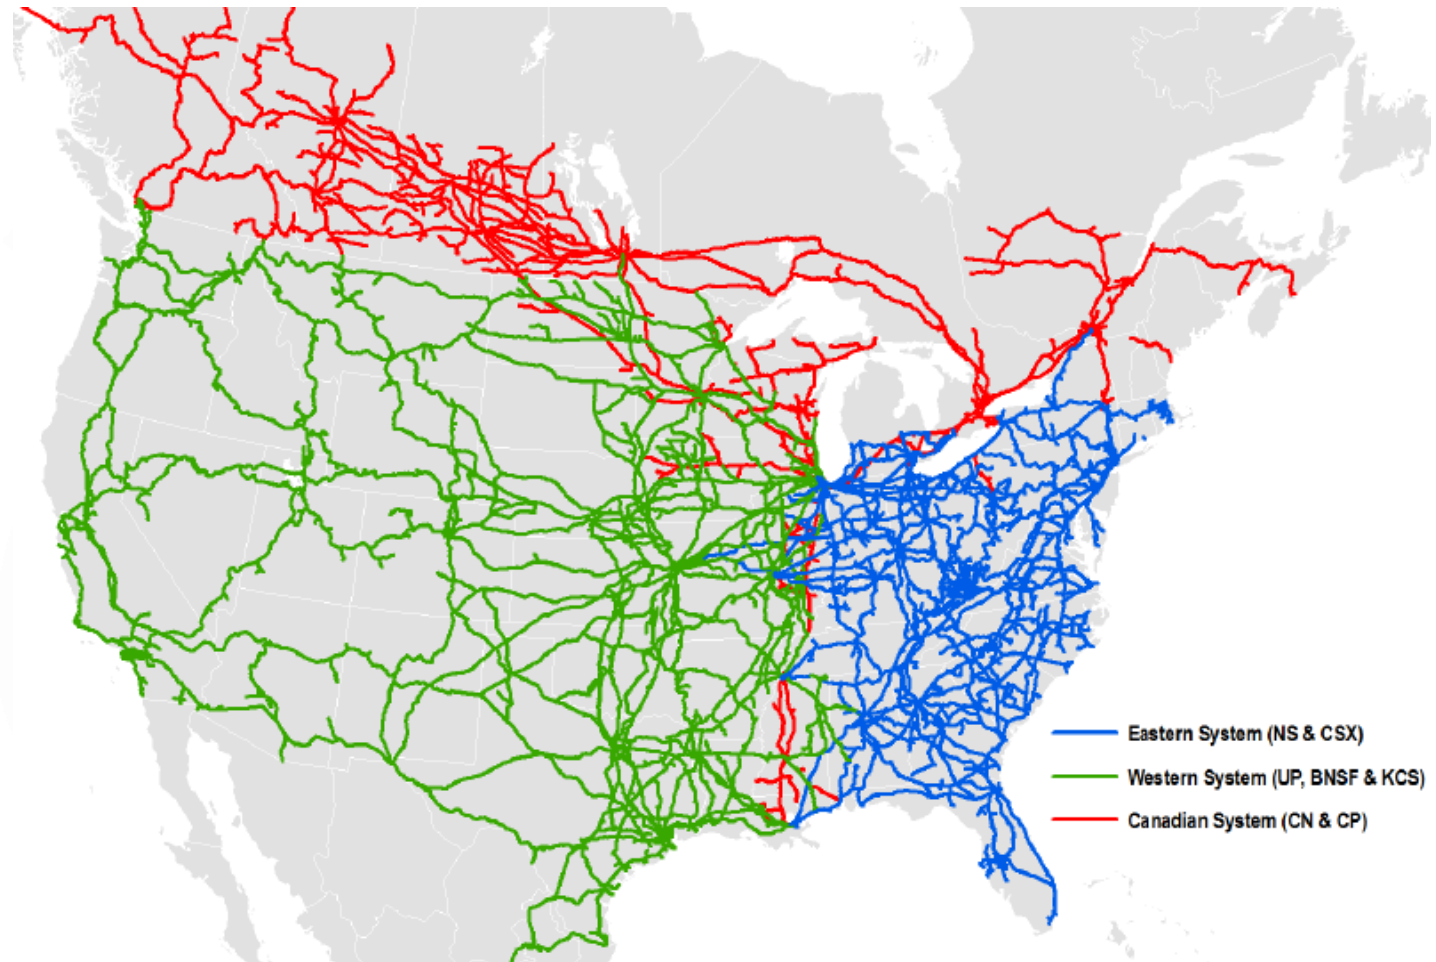 Eastern System (NS & CSX)
Western System (UP, BNSF & KCS)
Canadian System (CN & CP)